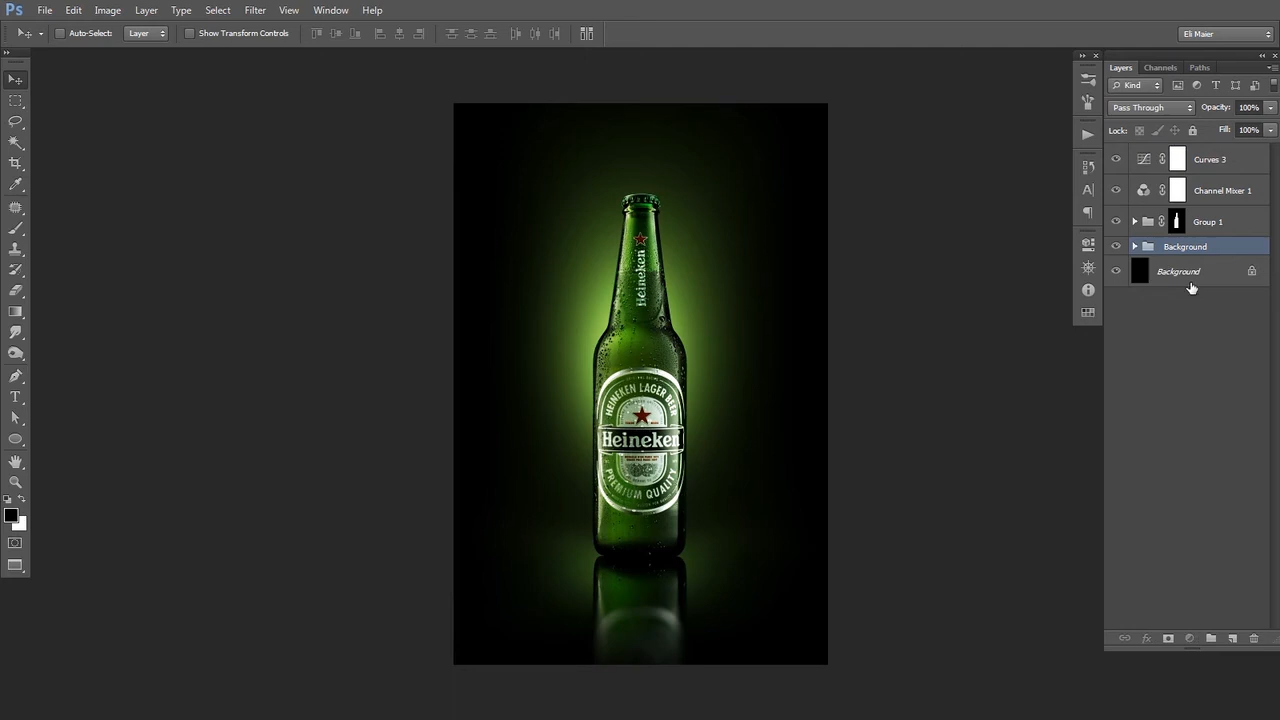 Ps File Edit Image Layer Type Select Filter View Window Help
Auto-Select: Layer Show Transform Controls Eli Maier
Layers Channels Paths
Kind T
Pass Through Opacity: 100%
Lock: Fill: 100%
Curves 3
Channel Mixer 1
Group 1
Background
Background
Heineken
HEINEKEN LAGER BEER
Heineken
PREMIUM QUALITY